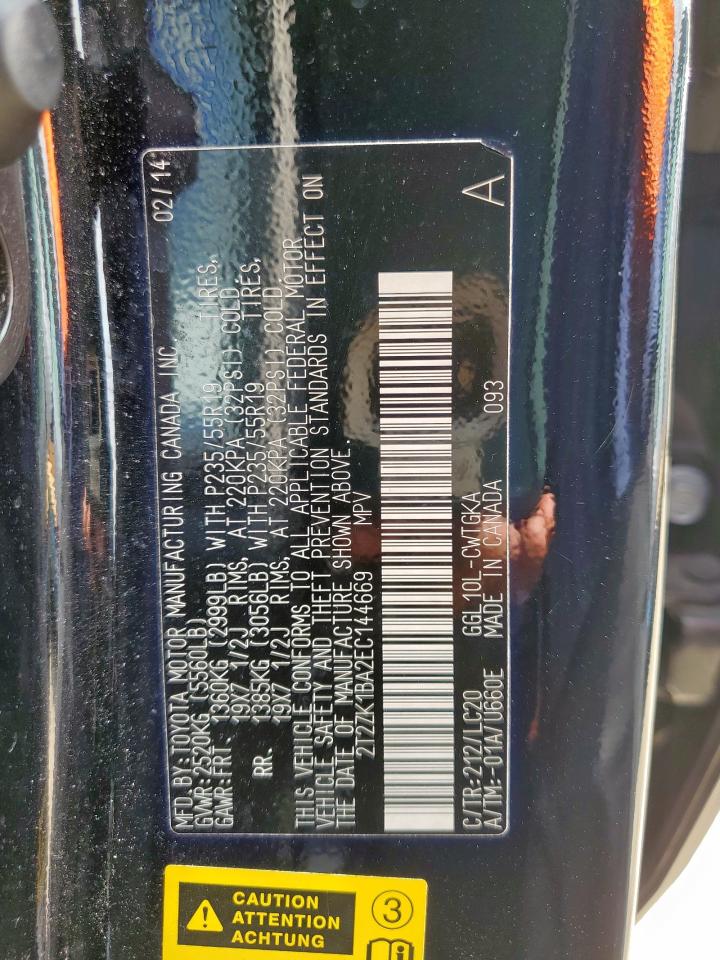 MFD. BY: TOYOTA MOTOR MANUFACTURING CANADA INC. 02/14
GVWR: 2520KG (5560LB)
GAWR: FRT. 1360KG (2999LB) WITH P235/55R19 TIRES,
19X7 1/2J RIMS, AT 220KPA (32PSI) COLD
RR. 1385KG (3056LB) WITH P235/55R19 TIRES,
19X7 1/2J RIMS, AT 220KPA (32PSI) COLD
THIS VEHICLE CONFORMS TO ALL APPLICABLE FEDERAL MOTOR
VEHICLE SAFETY AND THEFT PREVENTION STANDARDS IN EFFECT ON
THE DATE OF MANUFACTURE SHOWN ABOVE.
2T2ZK1BA2EC144669 MPV
C/TR: 212/LC20 GGL10L-CWTGKA
A/TM: -01A/U660E MADE IN CANADA 093
A
CAUTION
ATTENTION
ACHTUNG
3